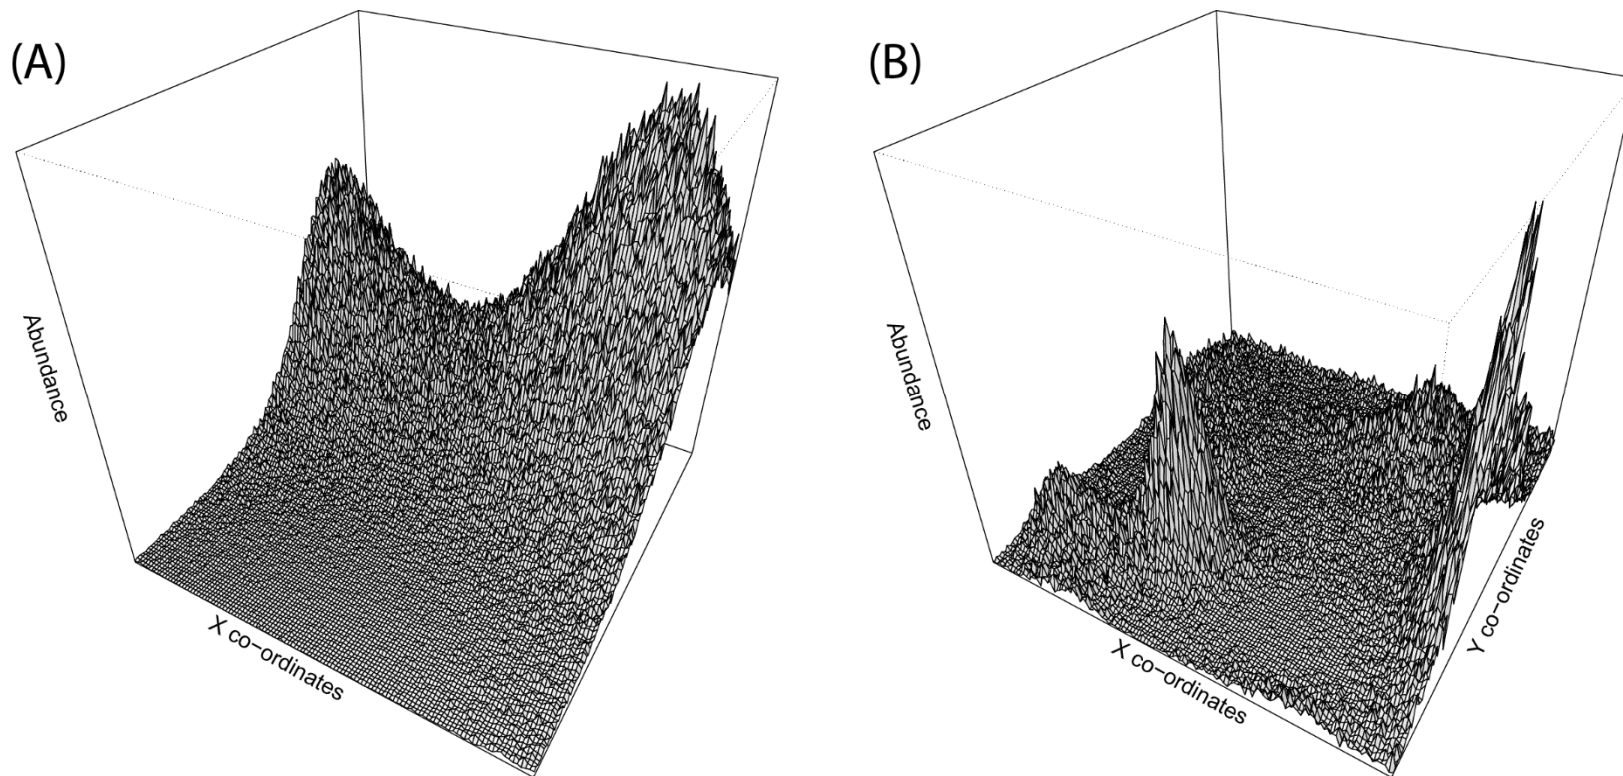 (A)
Abundance
X co-ordinates
(B)
Abundance
X co-ordinates
Y co-ordinates